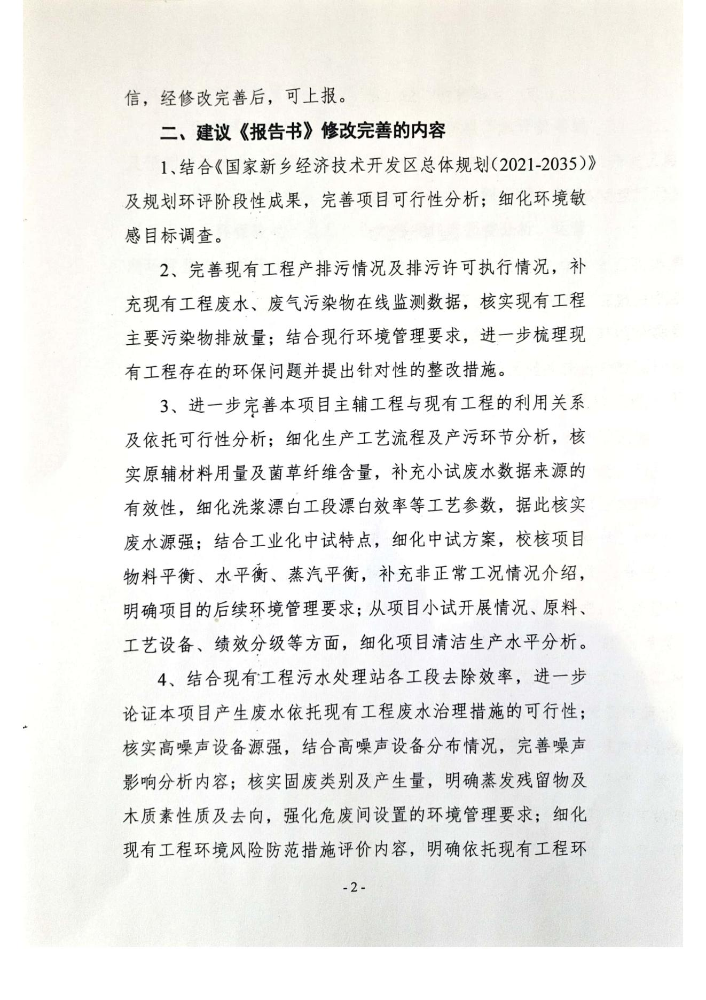 信，经修改完善后，可上报。
二、建议《报告书》修改完善的内容
1、结合《国家新乡经济技术开发区总体规划（2021-2035）》
及规划环评阶段性成果，完善项目可行性分析；细化环境敏
感目标调查。
2、完善现有工程产排污情况及排污许可执行情况，补
充现有工程废水、废气污染物在线监测数据，核实现有工程
主要污染物排放量；结合现行环境管理要求，进一步梳理现
有工程存在的环保问题并提出针对性的整改措施。
3、进一步完善本项目主辅工程与现有工程的利用关系
及依托可行性分析；细化生产工艺流程及产污环节分析，核
实原辅材料用量及菌草纤维含量，补充小试废水数据来源的
有效性，细化洗浆漂白工段漂白效率等工艺参数，据此核实
废水源强；结合工业化中试特点，细化中试方案，校核项目
物料平衡、水平衡、蒸汽平衡，补充非正常工况情况介绍，
明确项目的后续环境管理要求；从项目小试开展情况、原料、
工艺设备、绩效分级等方面，细化项目清洁生产水平分析。
4、结合现有工程污水处理站各工段去除效率，进一步
论证本项目产生废水依托现有工程废水治理措施的可行性；
核实高噪声设备源强，结合高噪声设备分布情况，完善噪声
影响分析内容；核实固废类别及产生量，明确蒸发残留物及
木质素性质及去向，强化危废间设置的环境管理要求；细化
现有工程环境风险防范措施评价内容，明确依托现有工程环
- 2 -